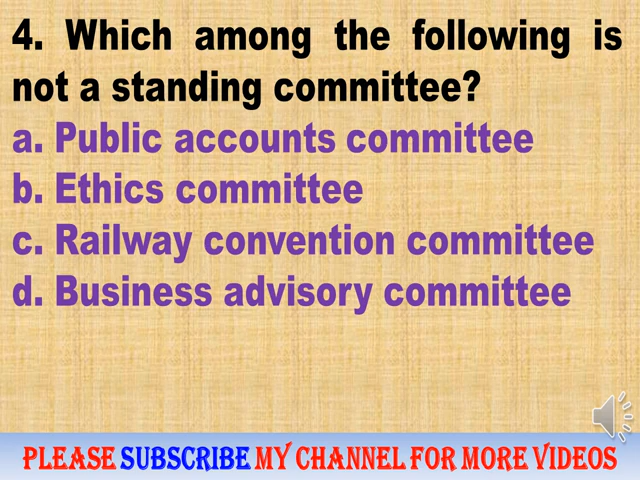 4. Which among the following is
not a standing committee?
a. Public accounts committee
b. Ethics committee
c. Railway convention committee
d. Business advisory committee
PLEASE SUBSCRIBE MY CHANNEL FOR MORE VIDEOS